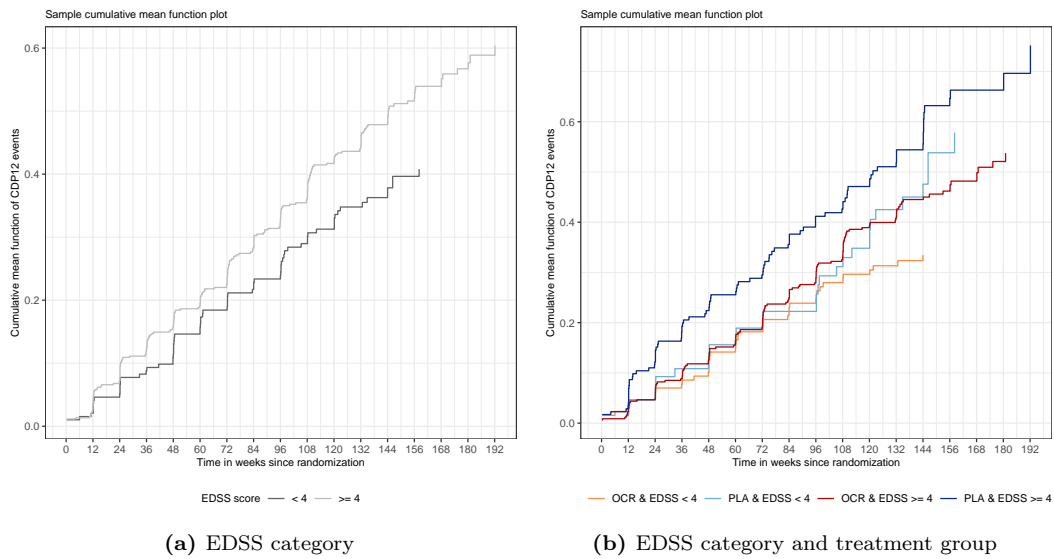 Sample cumulative mean function plot
Cumulative mean function of CDP12 events
0.6
0.4
0.2
0.0
0 12 24 36 48 60 72 84 96 108 120 132 144 156 168 180 192
Time in weeks since randomization
EDSS score < 4 >= 4
(a) EDSS category
Sample cumulative mean function plot
Cumulative mean function of CDP12 events
0.6
0.4
0.2
0.0
0 12 24 36 48 60 72 84 96 108 120 132 144 156 168 180 192
Time in weeks since randomization
OCR & EDSS < 4 PLA & EDSS < 4 OCR & EDSS >= 4 PLA & EDSS >= 4
(b) EDSS category and treatment group